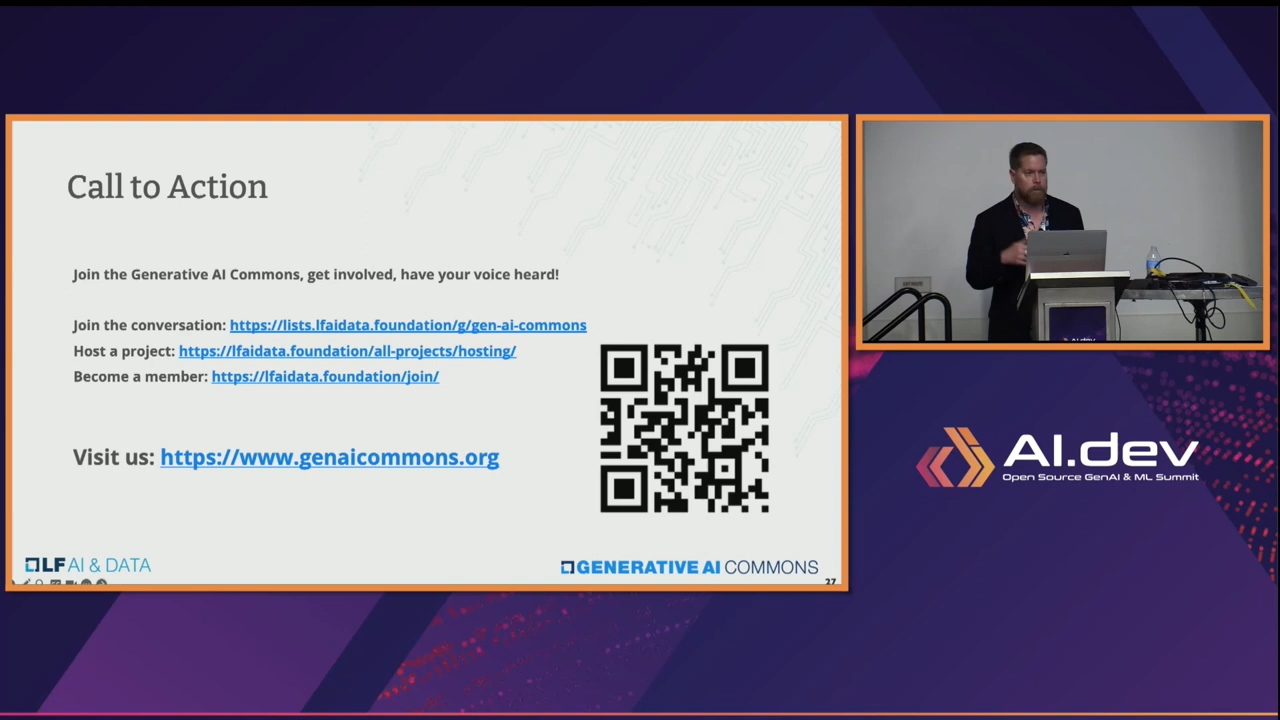 Call to Action
Join the Generative AI Commons, get involved, have your voice heard!
Join the conversation: https://lists.lfaidata.foundation/g/gen-ai-commons
Host a project: https://lfaidata.foundation/all-projects/hosting/
Become a member: https://lfaidata.foundation/join/
Visit us: https://www.genaicommons.org
LF AI & DATA
GENERATIVE AI COMMONS
27
AI.dev
Open Source GenAI & ML Summit
AI.dev